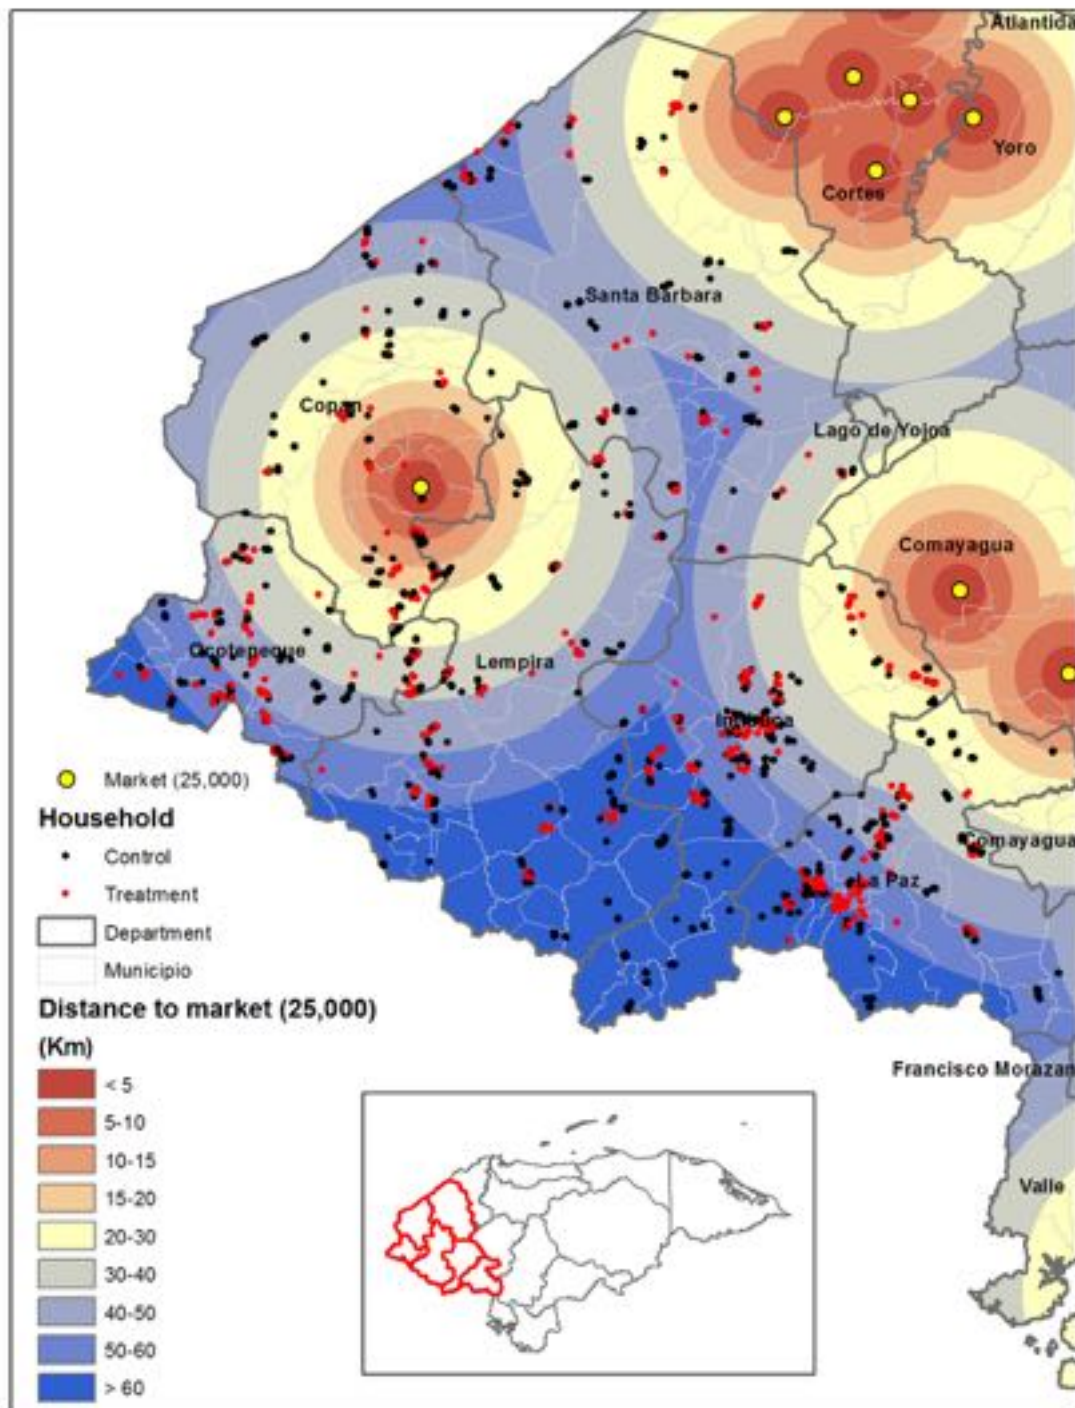 Atlantida
Yoro
Cortes
Santa Barbara
Copan
Lago de Yojoa
Comayagua
Ocotepeque
Lempira
Intibuca
Market (25,000)
Household
Control
Comayagua
Treatment
La Paz
Department
Municipio
Distance to market (25,000)
(Km)
Francisco Morazan
< 5
5-10
10-15
15-20
Valle
20-30
30-40
40-50
50-60
> 60